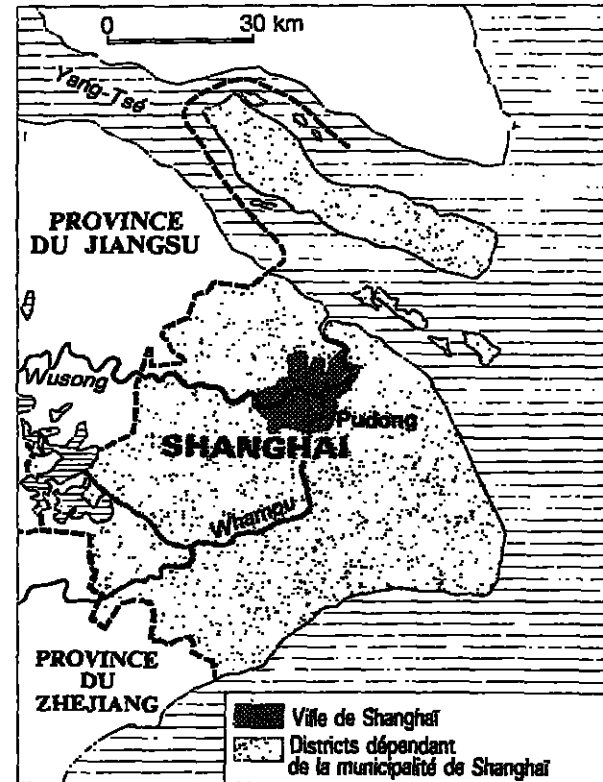 0 30 km
Yang-Tsé
PROVINCE
DU JIANGSU
Wusong
Pudong
SHANGHAI
Whampu
PROVINCE
DU
ZHEJIANG
Ville de Shanghaï
Districts dépendant
de la municipalité de Shanghaï